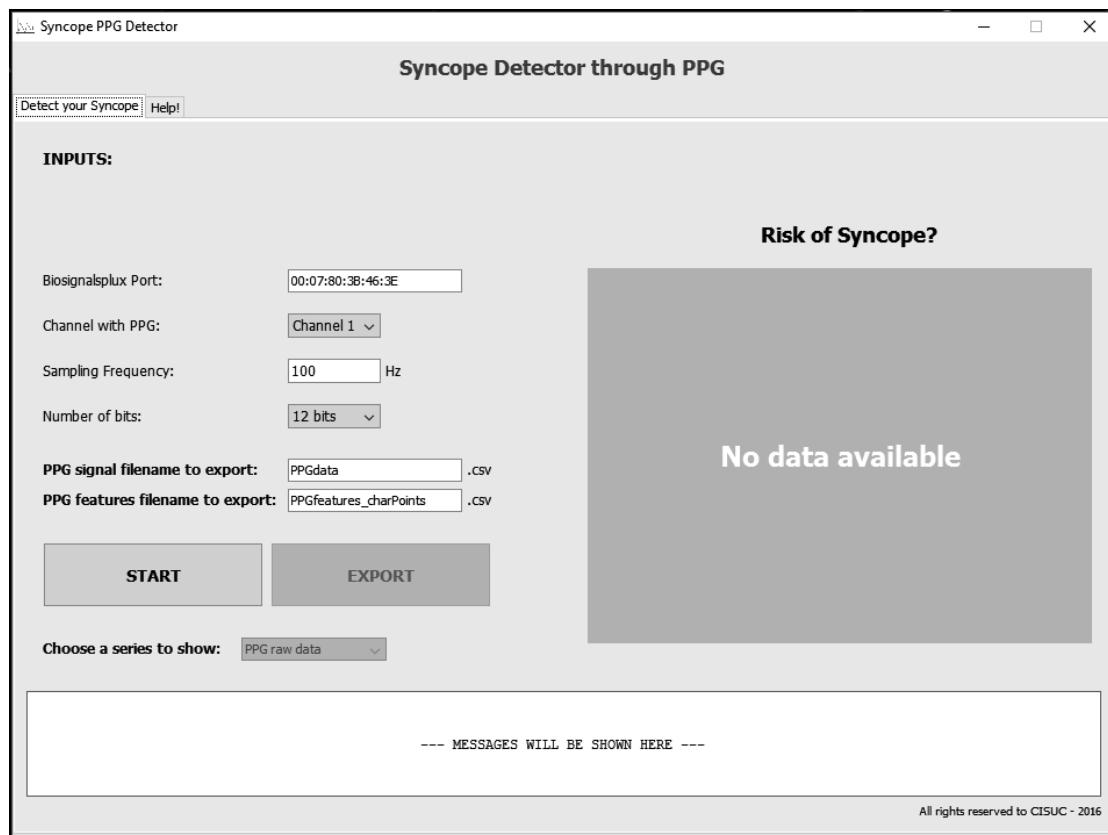 Syncope PPG Detector
Syncope Detector through PPG
Detect your Syncope Help!
INPUTS:
Risk of Syncope?
Biosignalsplux Port: 00:07:80:3B:46:3E
Channel with PPG: Channel 1
Sampling Frequency: 100 Hz
Number of bits: 12 bits
No data available
PPG signal filename to export: PPGdata .csv
PPG features filename to export: PPGfeatures_charPoints .csv
START EXPORT
Choose a series to show: PPG raw data
--- MESSAGES WILL BE SHOWN HERE ---
All rights reserved to CISUC - 2016